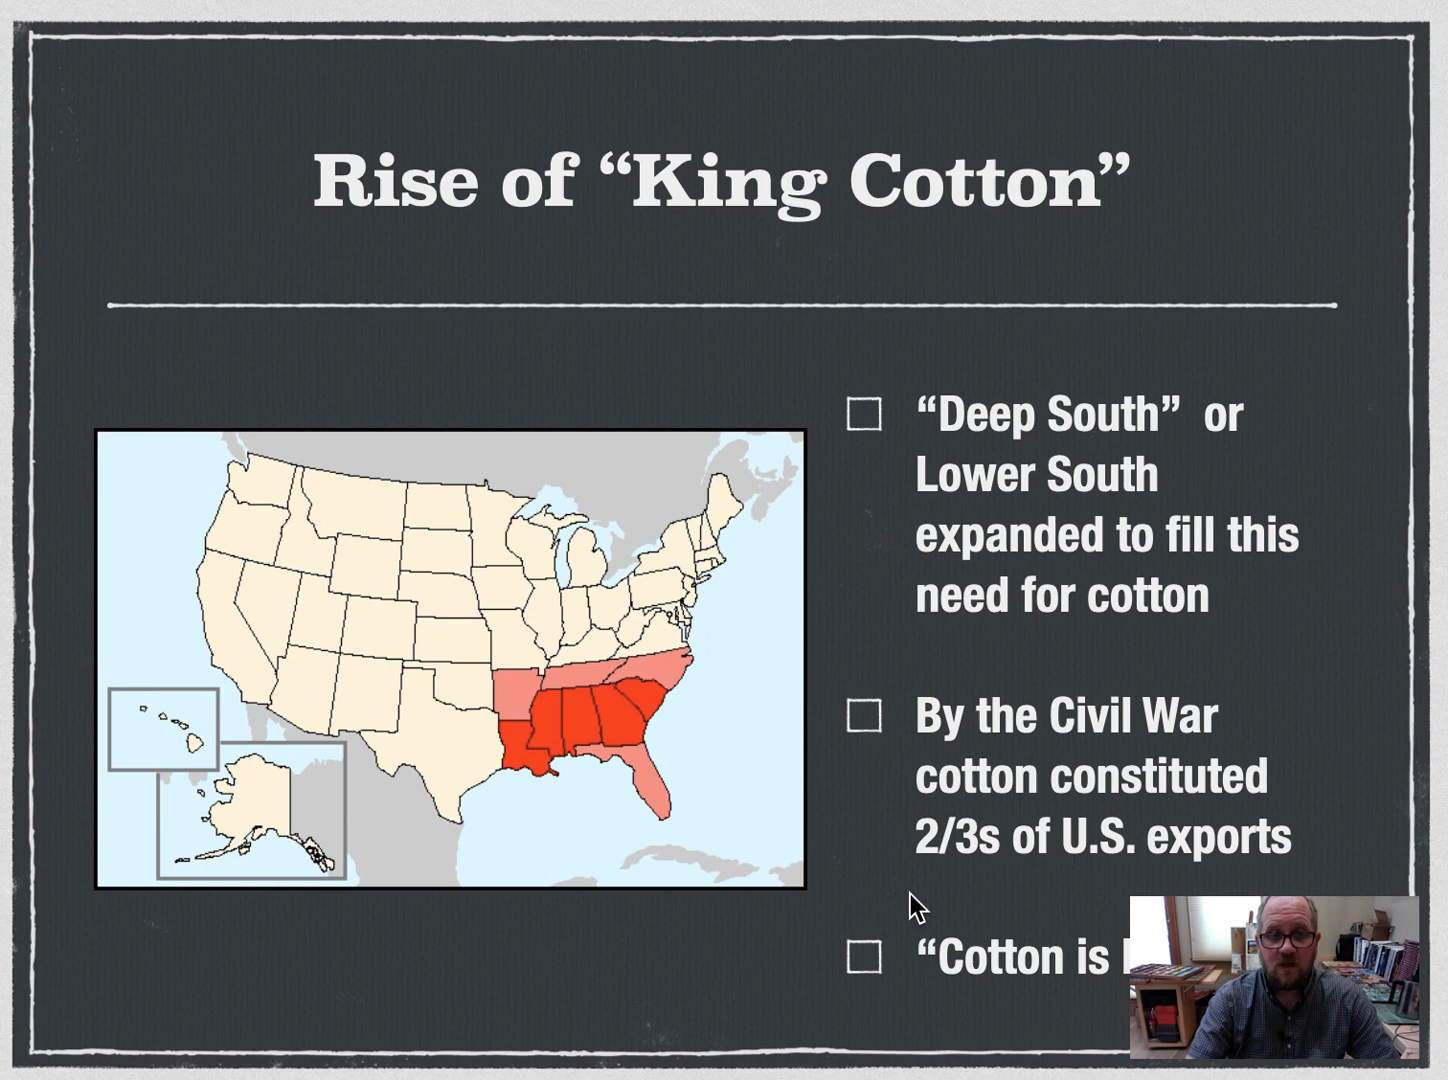 Rise of “King Cotton”
“Deep South” or
Lower South
expanded to fill this
need for cotton
By the Civil War
cotton constituted
2/3s of U.S. exports
“Cotton is